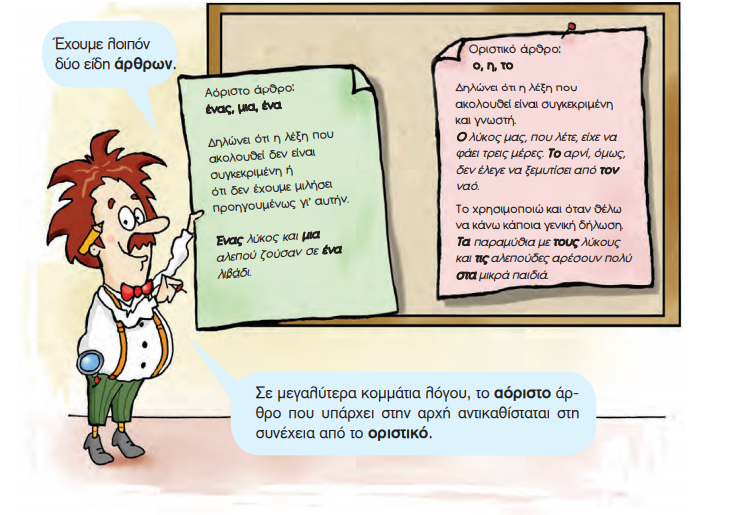 Έχουμε λοιπόν
δύο είδη άρθρων.
Αόριστο άρθρο:
ένας, μια, ένα
Δηλώνει ότι η λέξη που
ακολουθεί δεν είναι
συγκεκριμένη ή
ότι δεν έχουμε μιλήσει
προηγουμένως γι' αυτήν.
Ένας λύκος και μια
αλεπού ζούσαν σε ένα
λιβάδι.
Οριστικό άρθρο:
ο, η, το
Δηλώνει ότι η λέξη που
ακολουθεί είναι συγκεκριμένη
και γνωστή.
Ο λύκος μας, που λέτε, είχε να
φάει τρεις μέρες. Το αρνί, όμως,
δεν έλεγε να ξεμυτίσει από τον
ναό.
Το χρησιμοποιώ και όταν θέλω
να κάνω κάποια γενική δήλωση.
Τα παραμύθια με τους λύκους
και τις αλεπούδες αρέσουν πολύ
στα μικρά παιδιά.
Σε μεγαλύτερα κομμάτια λόγου, το αόριστο άρ-
θρο που υπάρχει στην αρχή αντικαθίσταται στη
συνέχεια από το οριστικό.